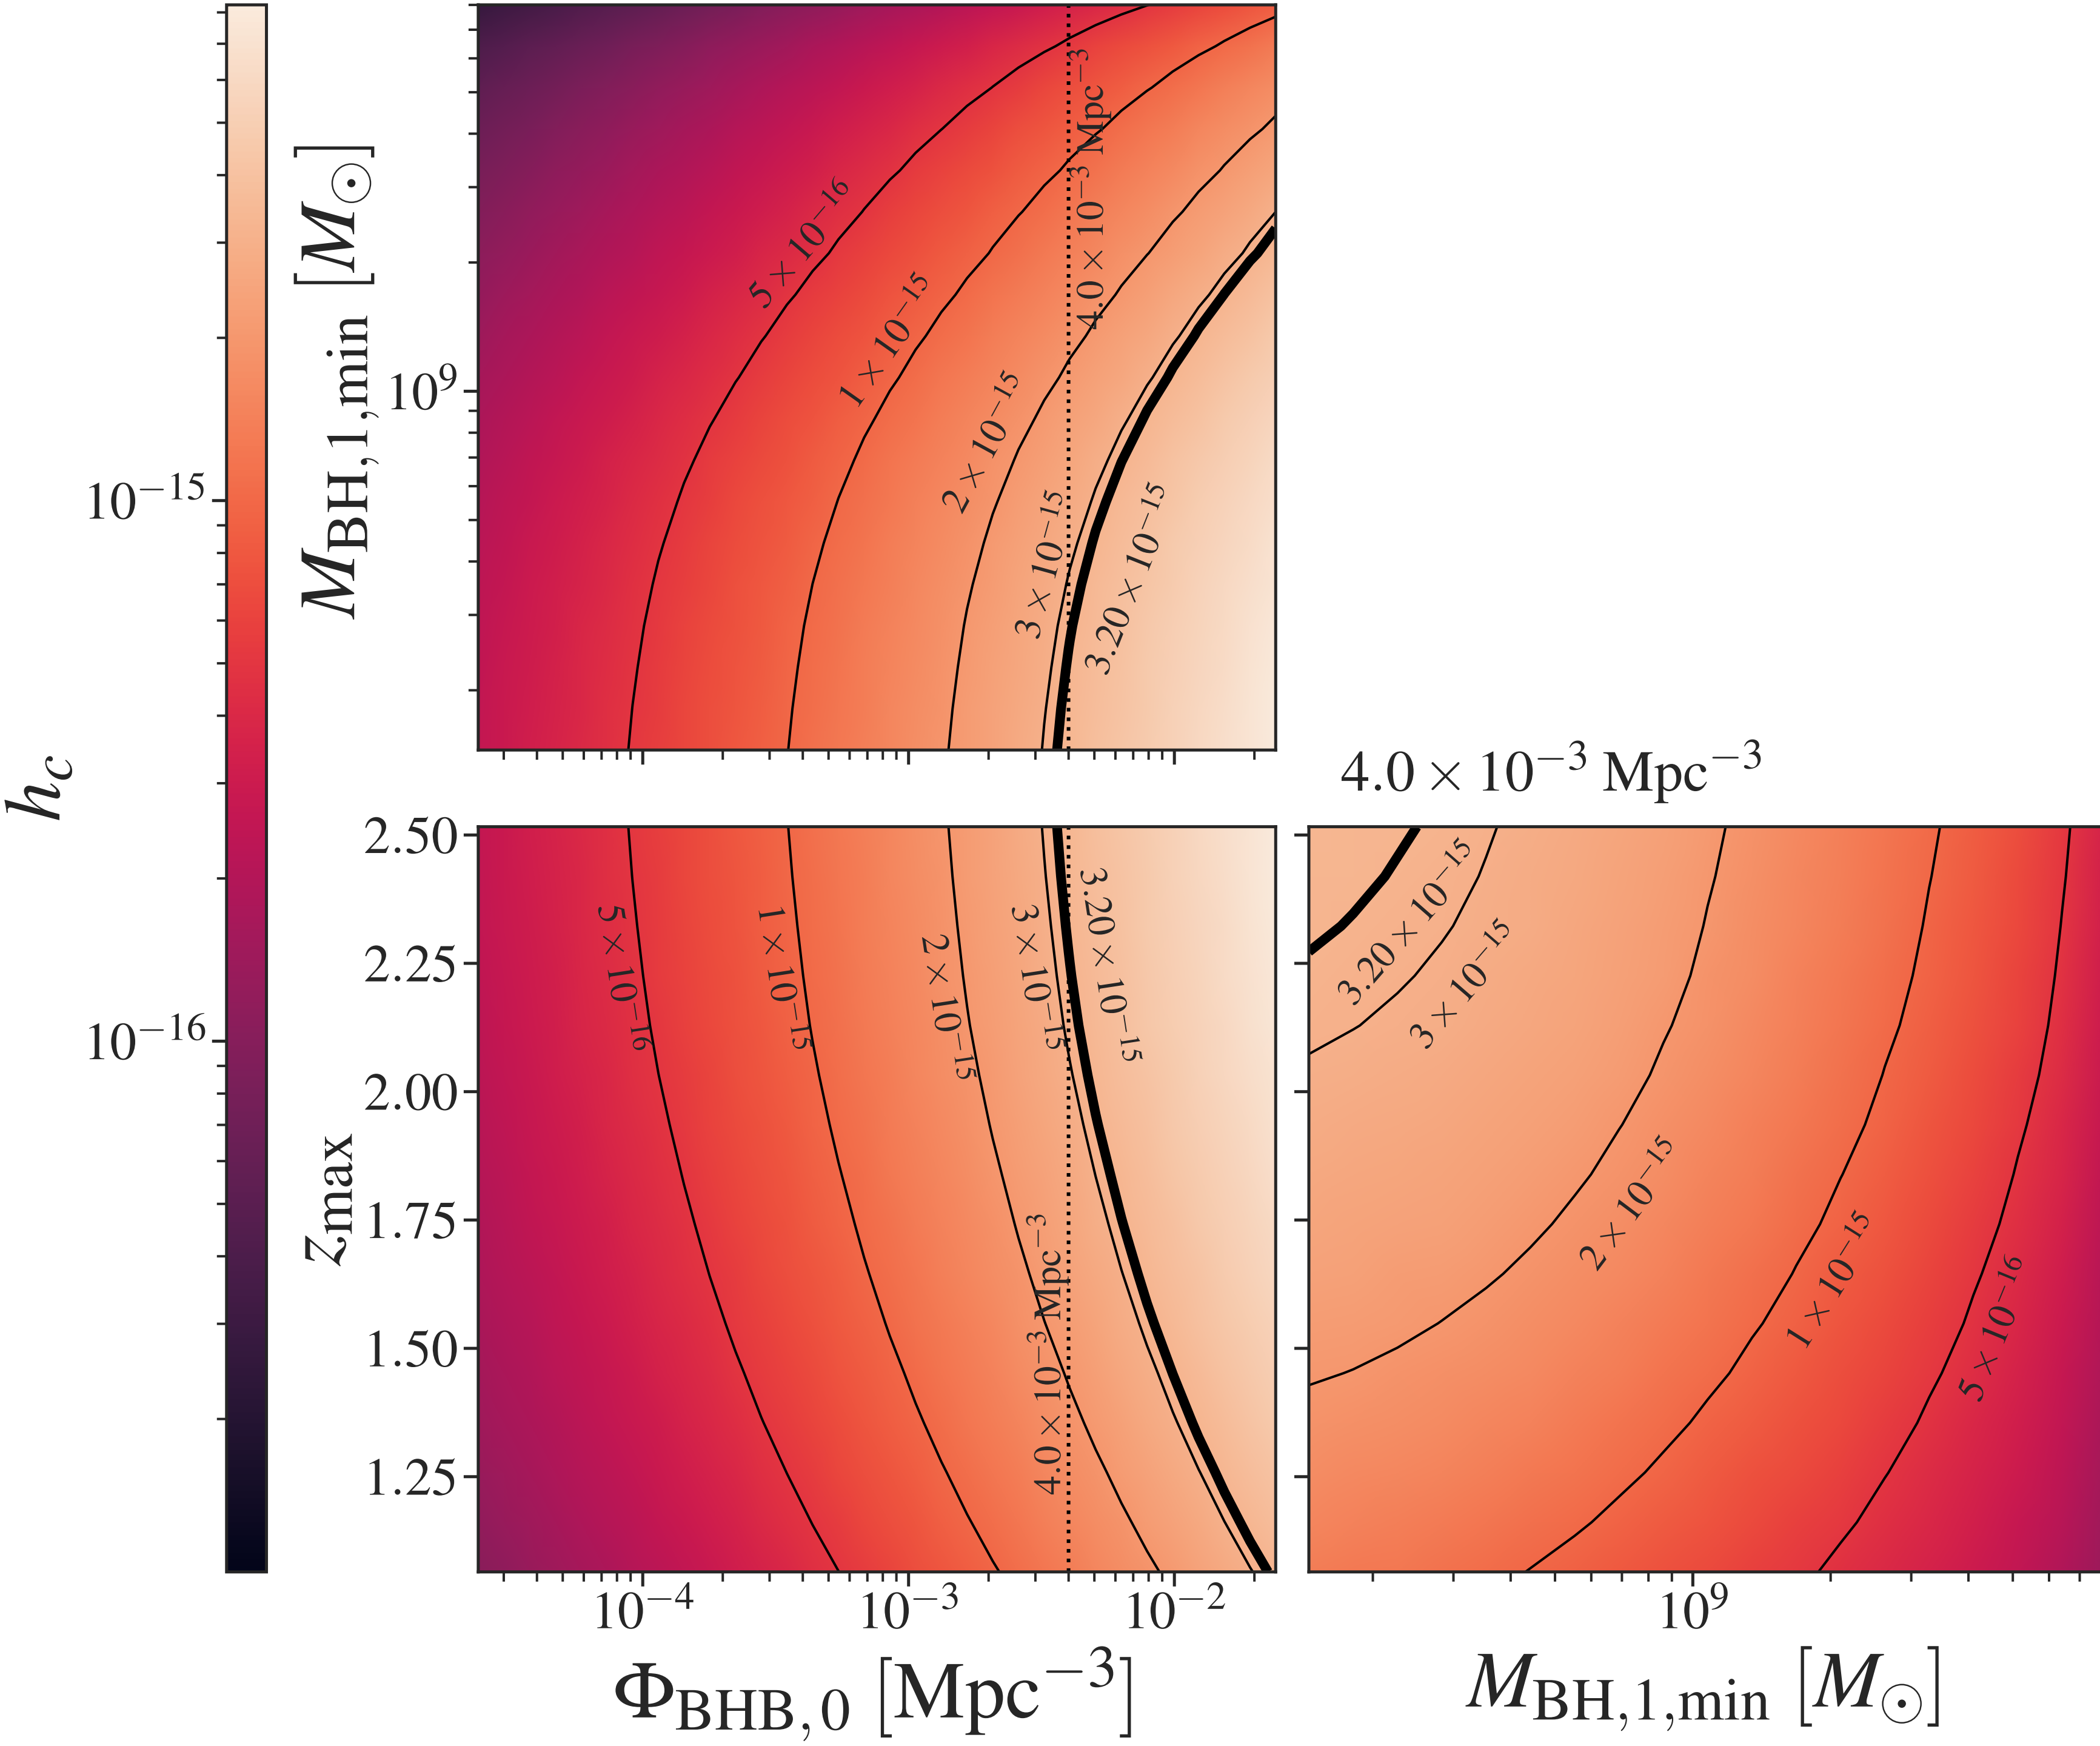 h_c
10⁻¹⁵
10⁻¹⁶
M_BH,1,min [M_⊙]
10⁹
5 × 10⁻¹⁶
1 × 10⁻¹⁵
2 × 10⁻¹⁵
3 × 10⁻¹⁵
3.20 × 10⁻¹⁵
4.0 × 10⁻³ Mpc⁻³
4.0 × 10⁻³ Mpc⁻³
z_max
2.50
2.25
2.00
1.75
1.50
1.25
5 × 10⁻¹⁶
1 × 10⁻¹⁵
2 × 10⁻¹⁵
3 × 10⁻¹⁵
3.20 × 10⁻¹⁵
4.0 × 10⁻³ Mpc⁻³
10⁻⁴
10⁻³
10⁻²
Φ_BHB,0 [Mpc⁻³]
3.20 × 10⁻¹⁵
3 × 10⁻¹⁵
2 × 10⁻¹⁵
1 × 10⁻¹⁵
5 × 10⁻¹⁶
10⁹
M_BH,1,min [M_⊙]